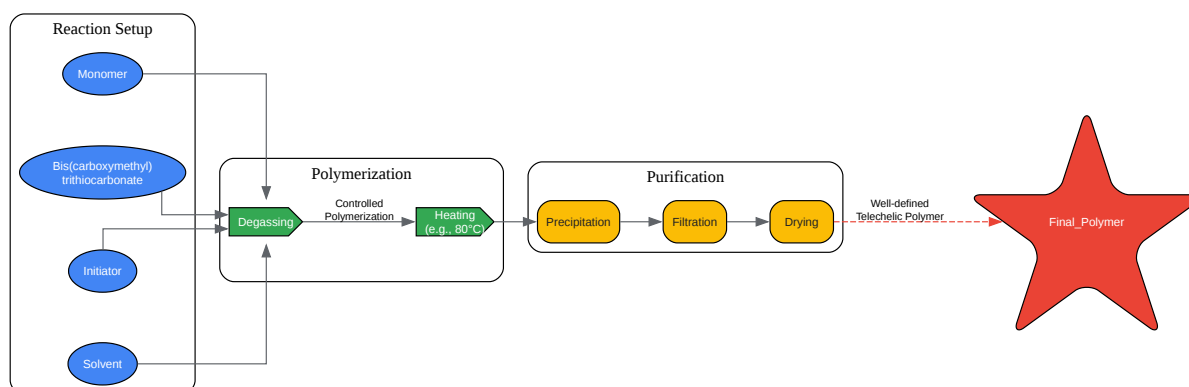 Reaction Setup
Monomer
Bis(carboxymethyl)
trithiocarbonate
Initiator
Solvent
Polymerization
Degassing
Controlled
Polymerization
Heating
(e.g., 80°C)
Purification
Precipitation
Filtration
Drying
Well-defined
Telechelic Polymer
Final_Polymer